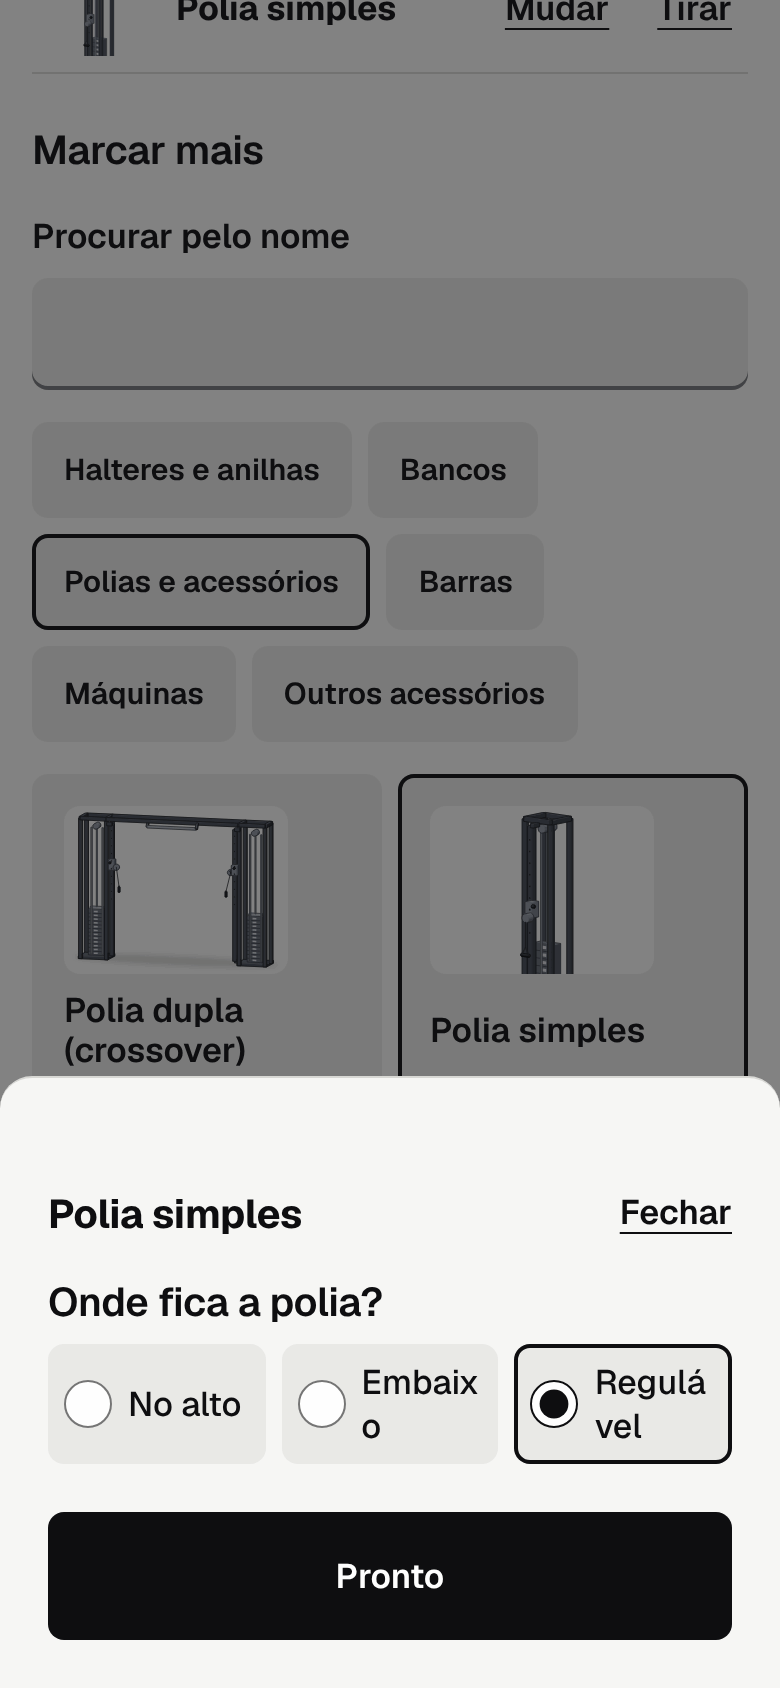 Polia simples Mudar Tirar
Marcar mais
Procurar pelo nome
Halteres e anilhas Bancos
Polias e acessórios Barras
Máquinas Outros acessórios
Polia dupla
(crossover)
Polia simples
Polia simples Fechar
Onde fica a polia?
No alto
Embaix
o
Regulá
vel
Pronto